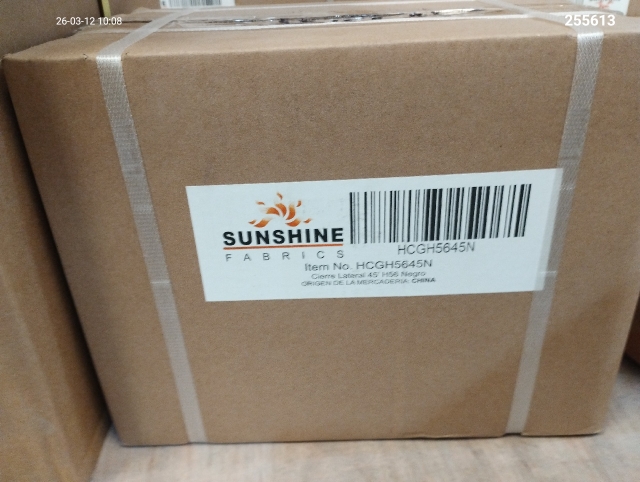 26-03-12 10:08
255613
SUNSHINE
FABRICS
HCGH5645N
Item No. HCGH5645N
Cierre Lateral 45' H56 Negro
ORIGEN DE LA MERCADERIA: CHINA